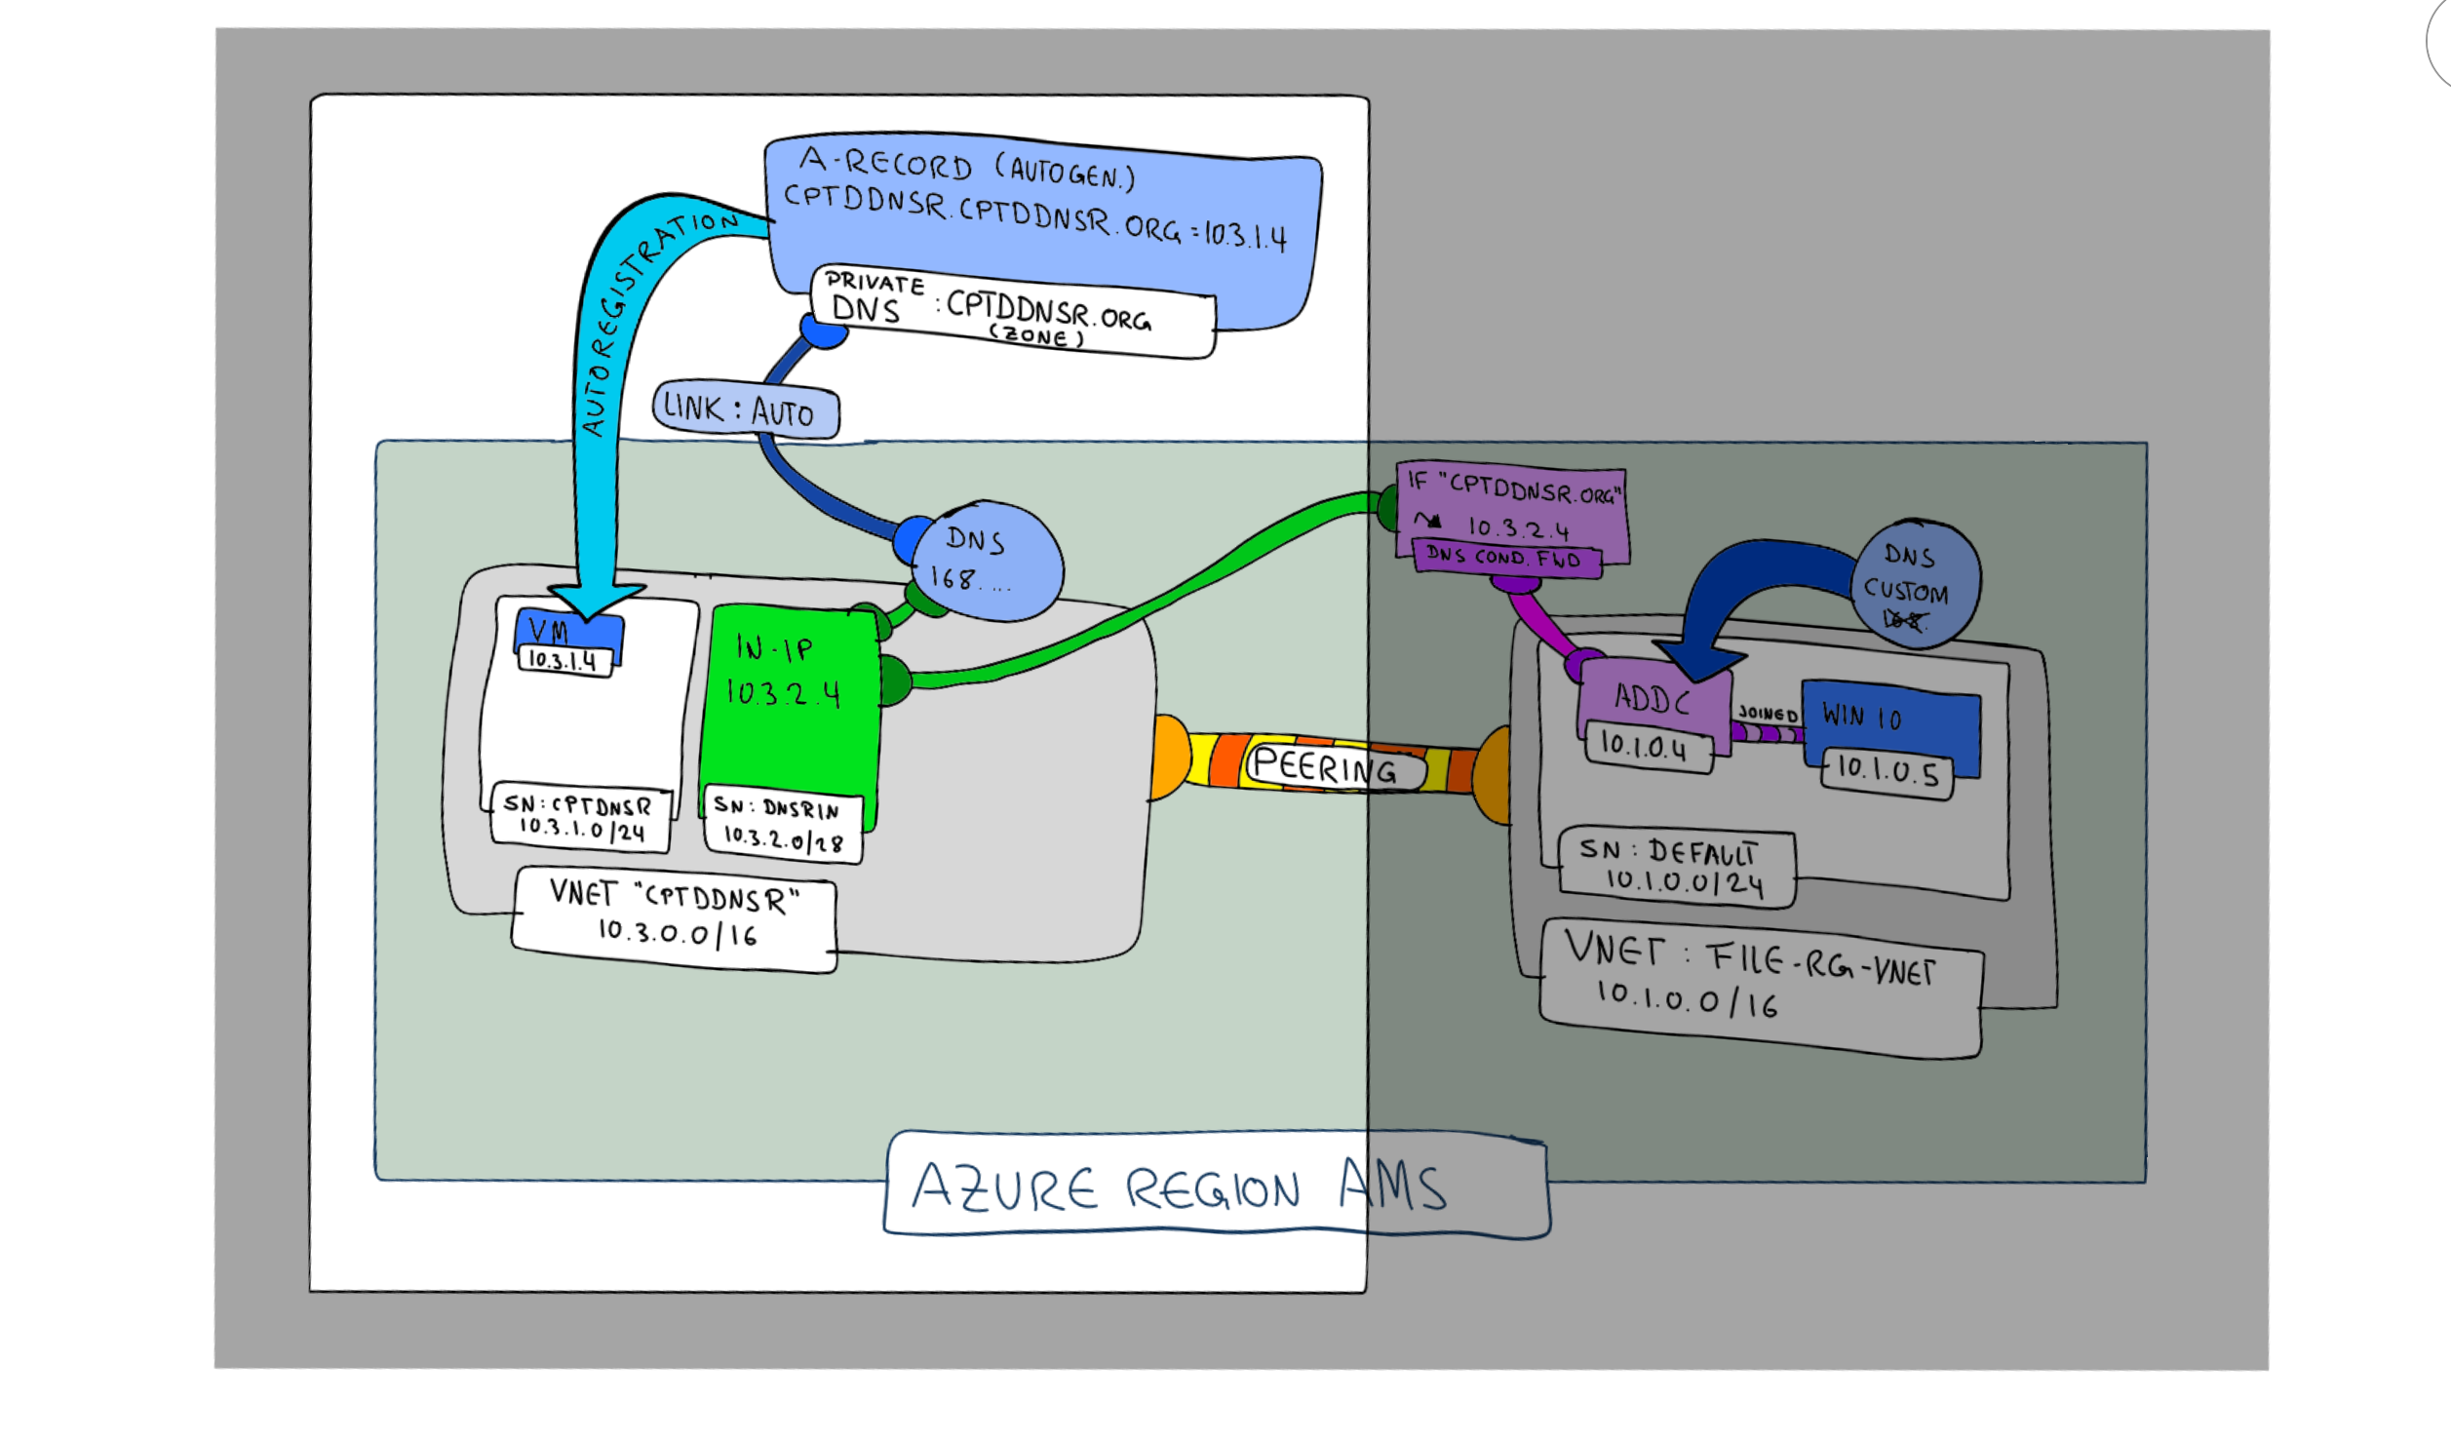 A-RECORD (AUTOGEN.)
CPTDDNSR.CPTDDNSR.ORG=10.3.1.4
PRIVATE
DNS : CPTDDNSR.ORG
(ZONE)
AUTOREGISTRATION
LINK : AUTO
DNS
168. ...
IF "CPTDDNSR.ORG"
10.3.2.4
DNS COND. FWD
DNS
CUSTOM
168.
VM
10.3.1.4
IN-IP
10.3.2.4
ADDC
10.1.0.4
JOINED
WIN 10
10.1.0.5
PEERING
SN: CPTDNSR
10.3.1.0/24
SN: DNSRIN
10.3.2.0/28
VNET "CPTDDNSR"
10.3.0.0/16
SN: DEFAULT
10.1.0.0/24
VNET : FILE-RG-VNET
10.1.0.0/16
AZURE REGION AMS